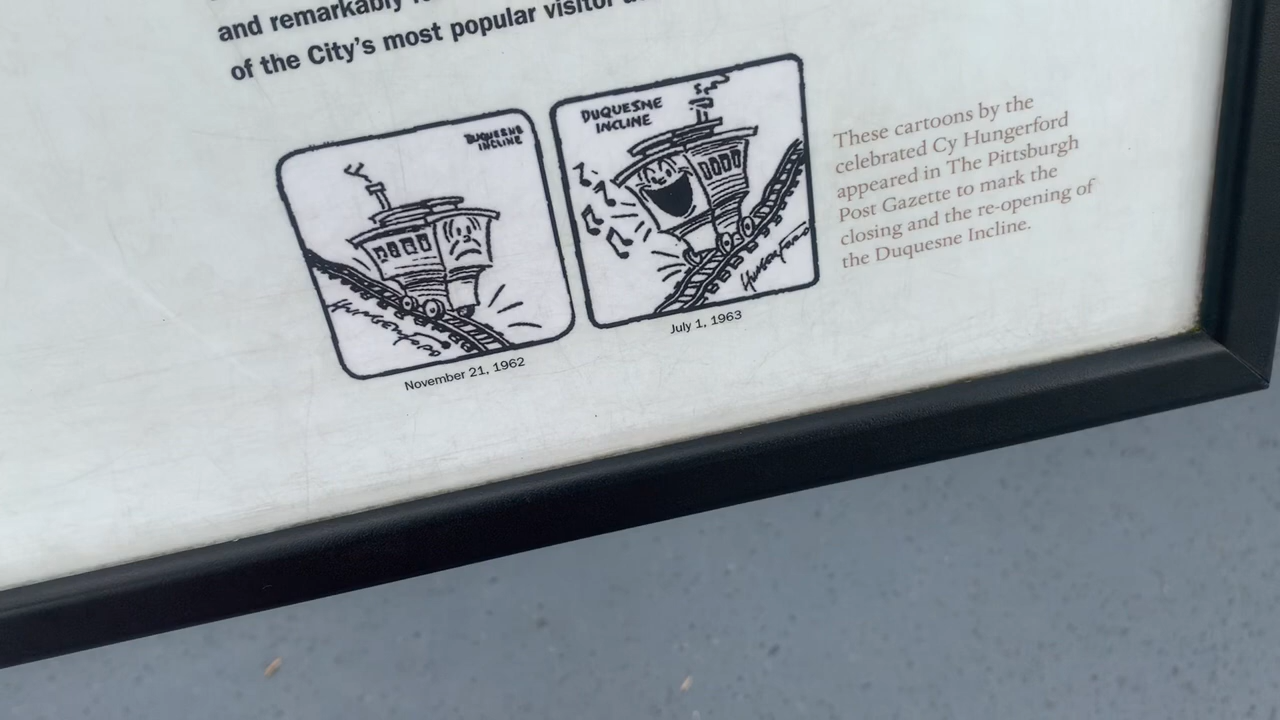 and remarkably
of the City's most popular visitor
DUQUESNE
INCLINE
HUNGERFORD
November 21, 1962
DUQUESNE
INCLINE
HUNGERFORD
July 1, 1963
These cartoons by the
celebrated Cy Hungerford
appeared in The Pittsburgh
Post Gazette to mark the
closing and the re-opening of
the Duquesne Incline.